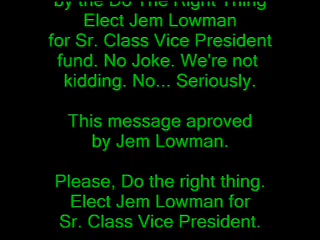 by the Do The Right Thing
Elect Jem Lowman
for Sr. Class Vice President
fund. No Joke. We're not
kidding. No... Seriously.
This message aproved
by Jem Lowman.
Please, Do the right thing.
Elect Jem Lowman for
Sr. Class Vice President.